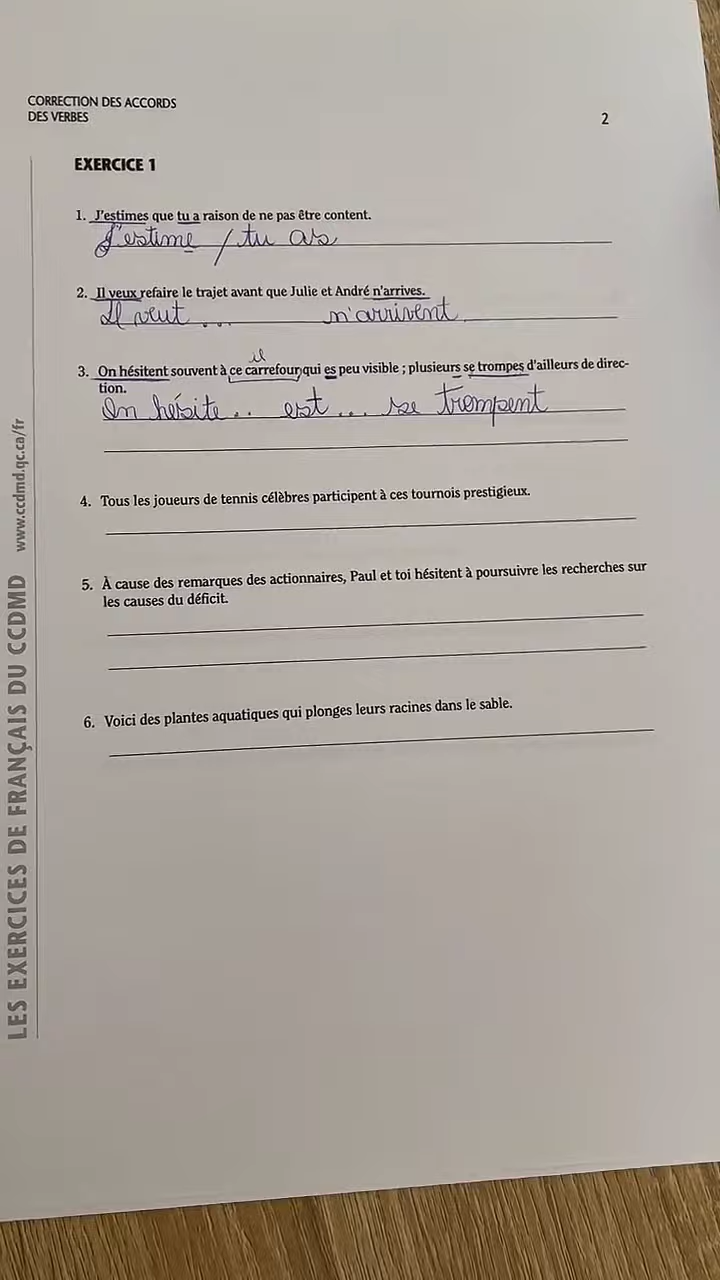 CORRECTION DES ACCORDS
DES VERBES
2
EXERCICE 1
1. J'estimes que tu a raison de ne pas être content.
J'estime / tu as
2. Il veux refaire le trajet avant que Julie et André n'arrives.
Il veut ... n'arrivent
il
3. On hésitent souvent à ce carrefour qui es peu visible ; plusieurs se trompes d'ailleurs de direc-
tion.
On hésite .. est ... se trompent
4. Tous les joueurs de tennis célèbres participent à ces tournois prestigieux.
5. À cause des remarques des actionnaires, Paul et toi hésitent à poursuivre les recherches sur
les causes du déficit.
6. Voici des plantes aquatiques qui plonges leurs racines dans le sable.
LES EXERCICES DE FRANÇAIS DU CCDMD www.ccdmd.qc.ca/fr